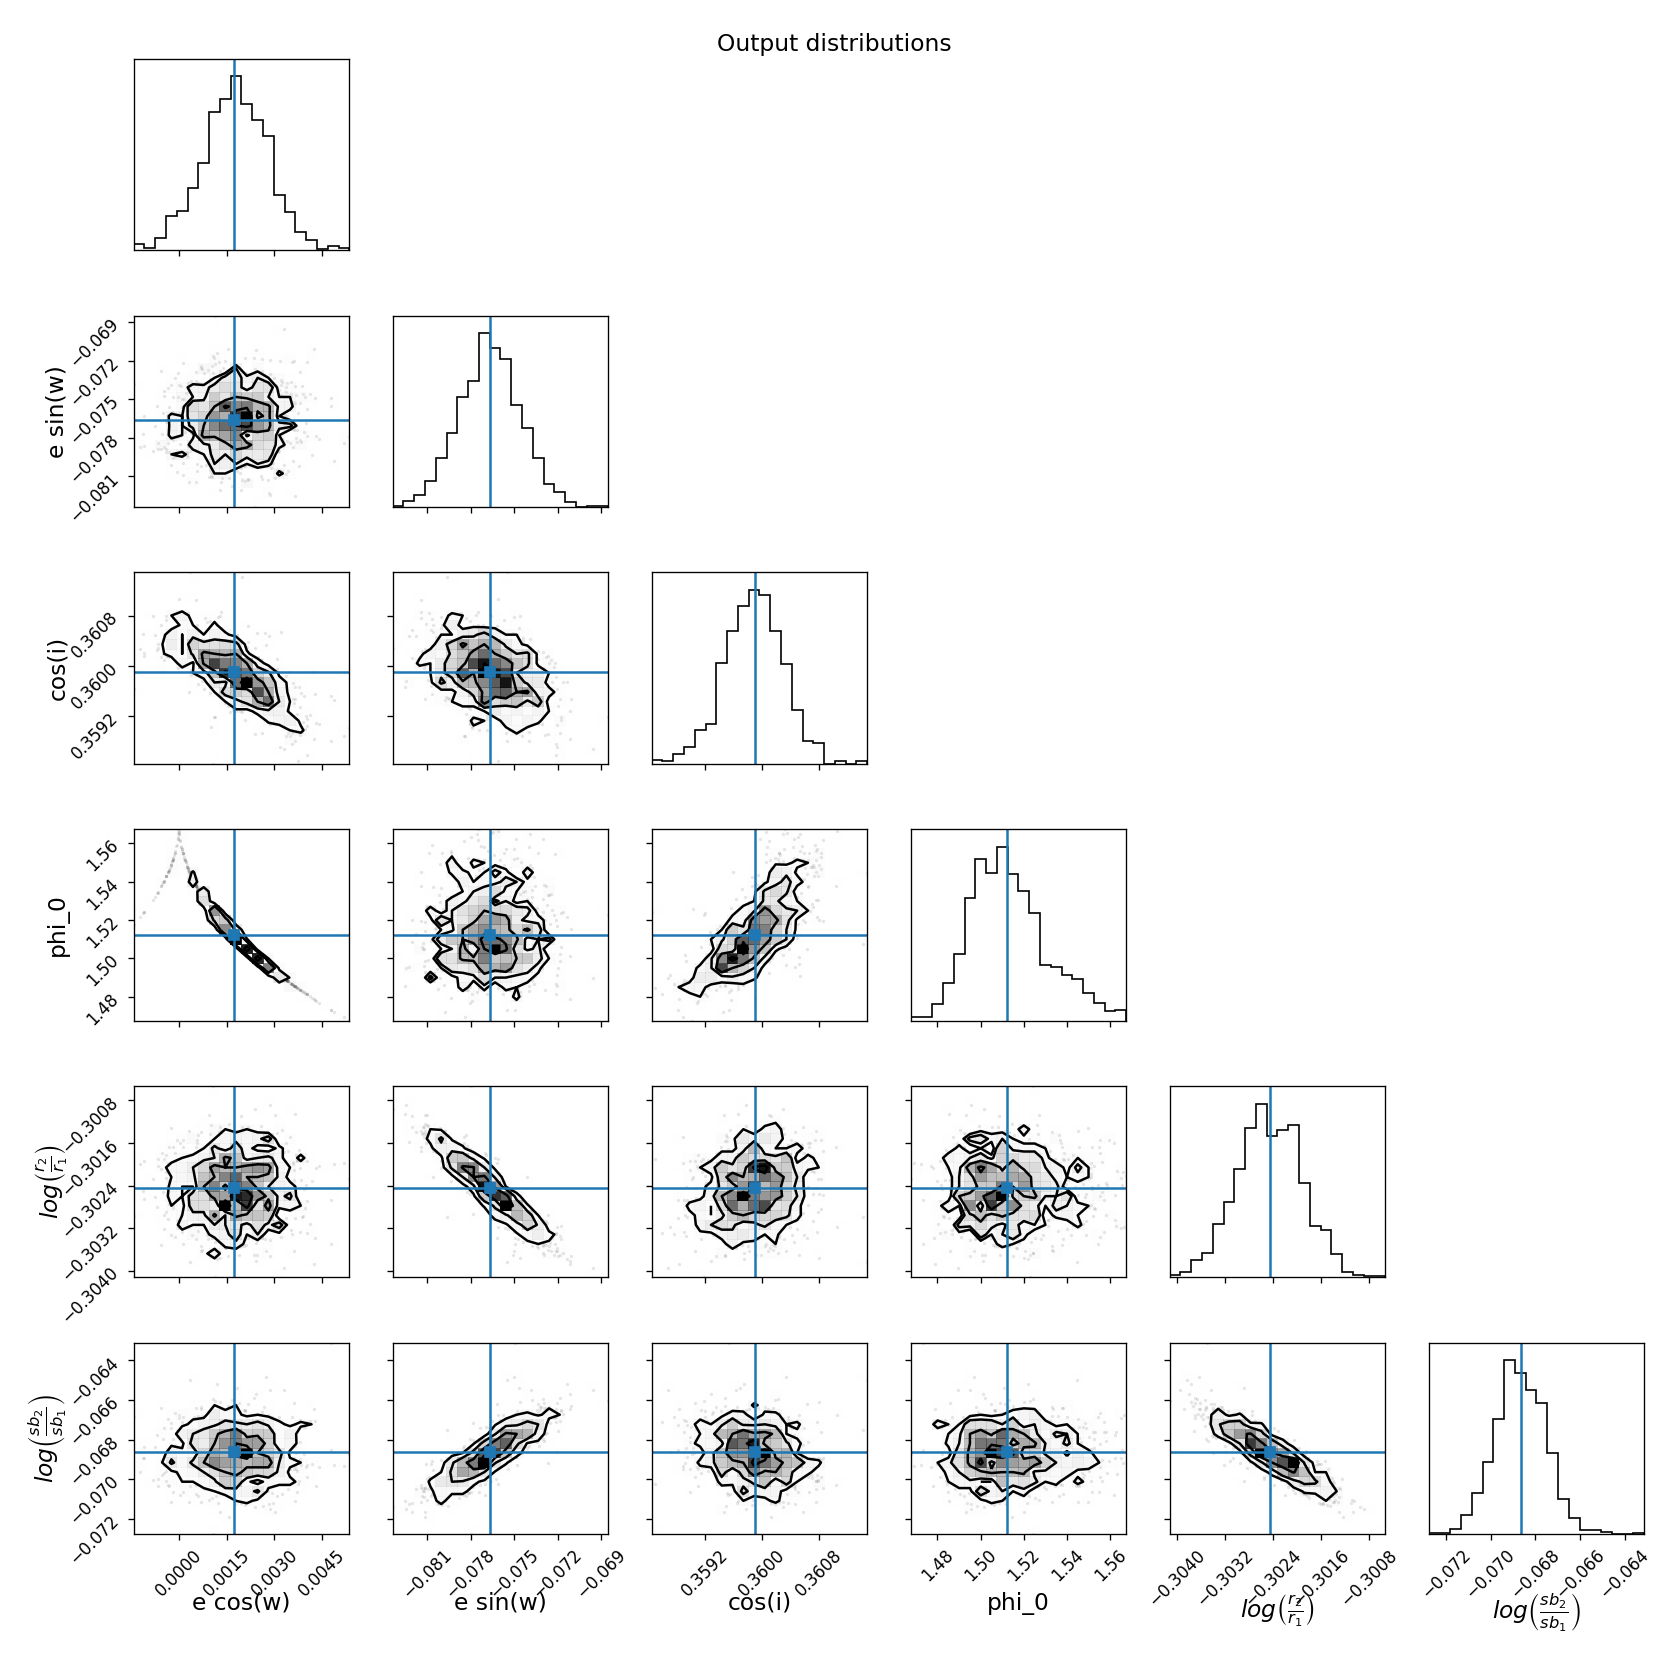 Output distributions
e sin(w)
−0.069
−0.072
−0.075
−0.078
−0.081
cos(i)
0.3608
0.3600
0.3592
phi_0
1.56
1.54
1.52
1.50
1.48
log(r₂/r₁)
−0.3008
−0.3016
−0.3024
−0.3032
−0.3040
log(sb₂/sb₁)
−0.064
−0.066
−0.068
−0.070
−0.072
0.0000 0.0015 0.0030 0.0045
−0.081 −0.078 −0.075 −0.072 −0.069
0.3592 0.3600 0.3608
1.48 1.50 1.52 1.54 1.56
−0.3040 −0.3032 −0.3024 −0.3016 −0.3008
−0.072 −0.070 −0.068 −0.066 −0.064
e cos(w)
e sin(w)
cos(i)
phi_0
log(r₂/r₁)
log(sb₂/sb₁)